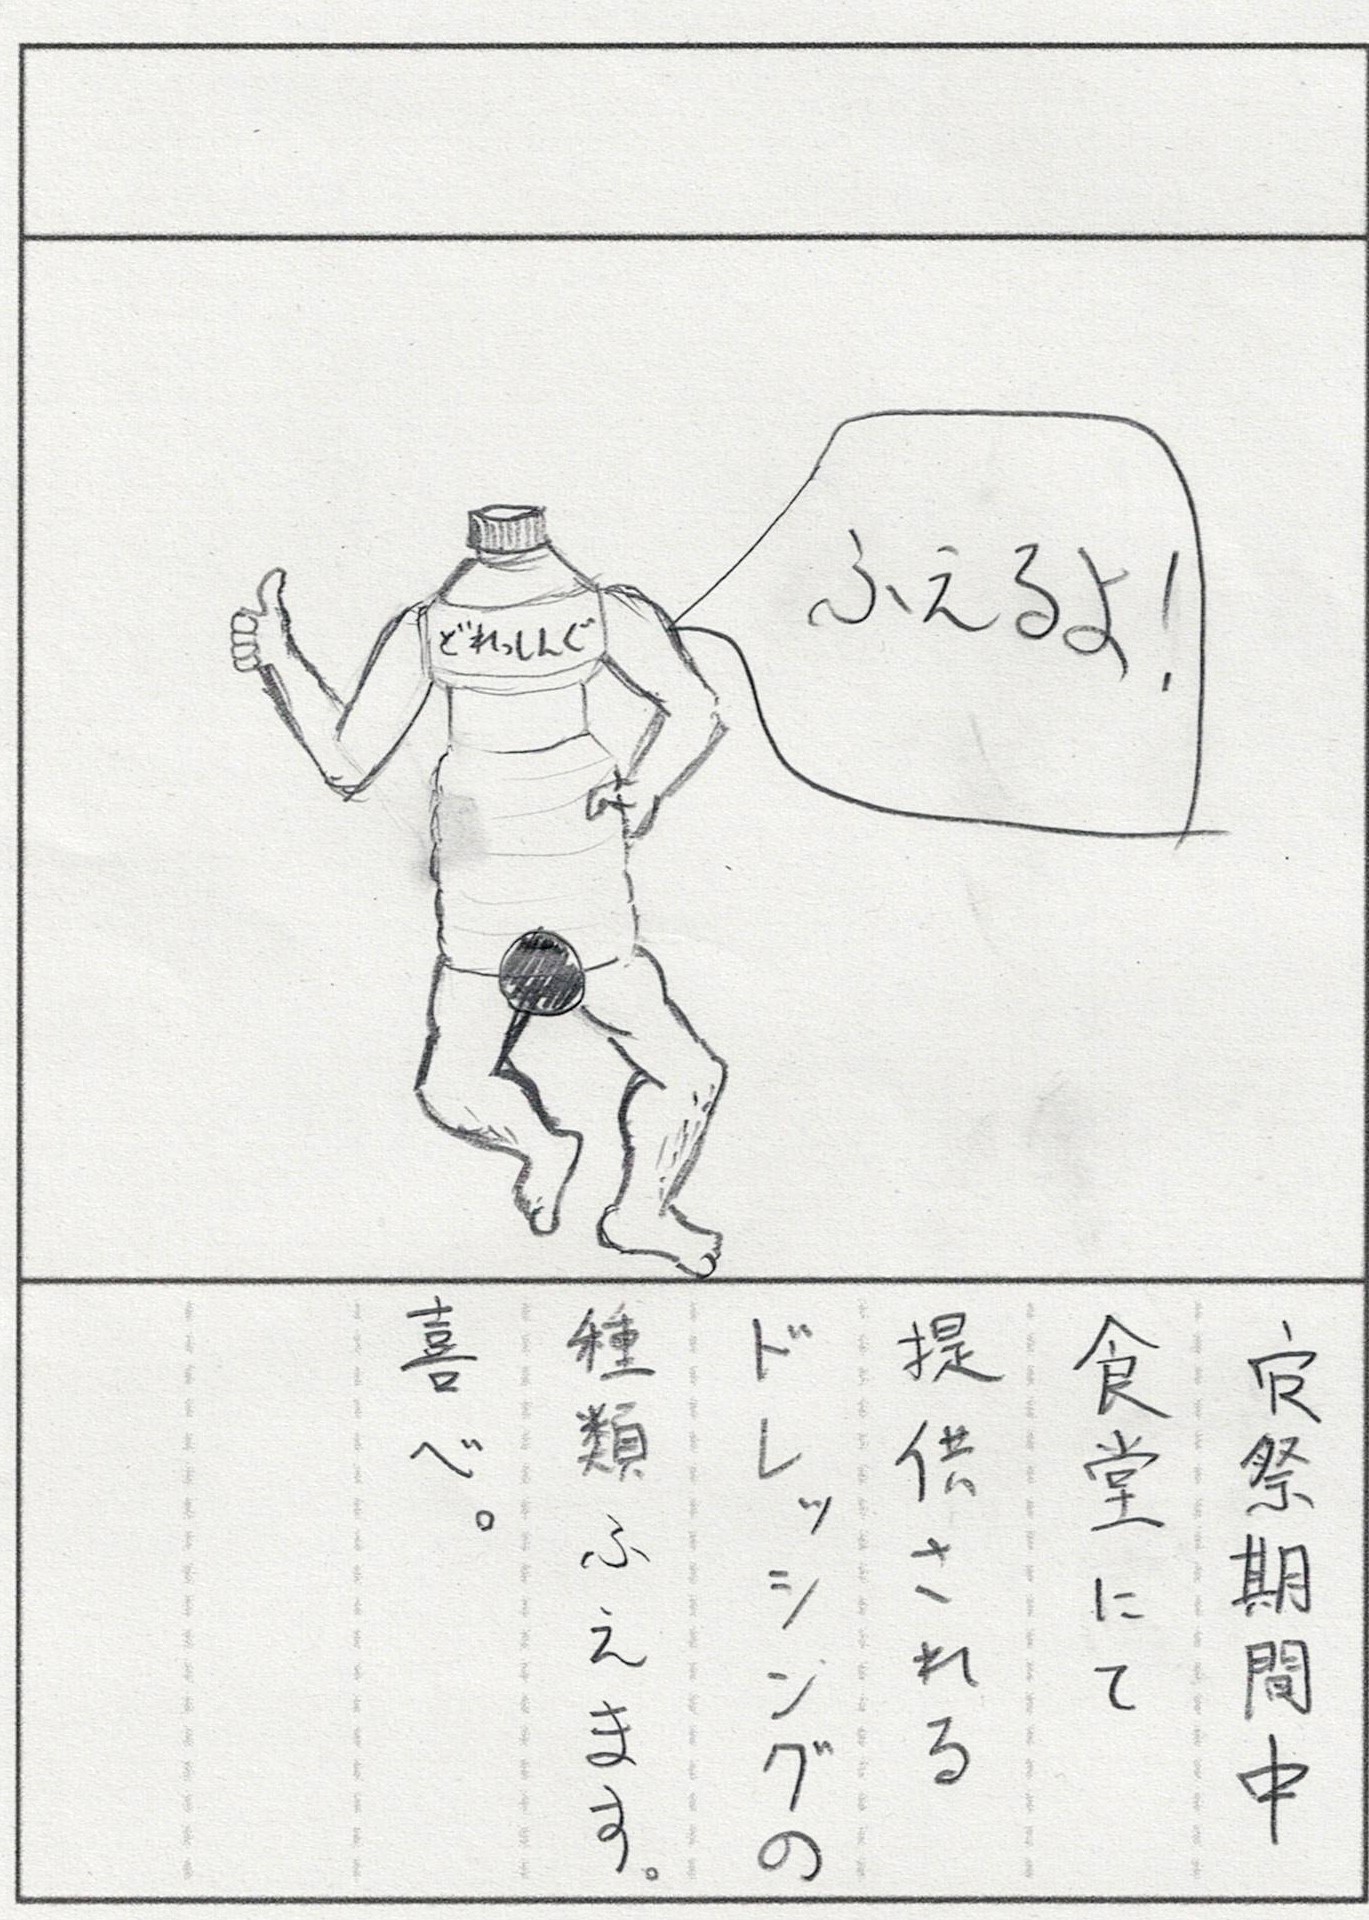 ふえるよ!
どれっしんぐ
寮祭期間中
食堂にて
提供される
ドレッシングの
種類ふえます。
喜べ。